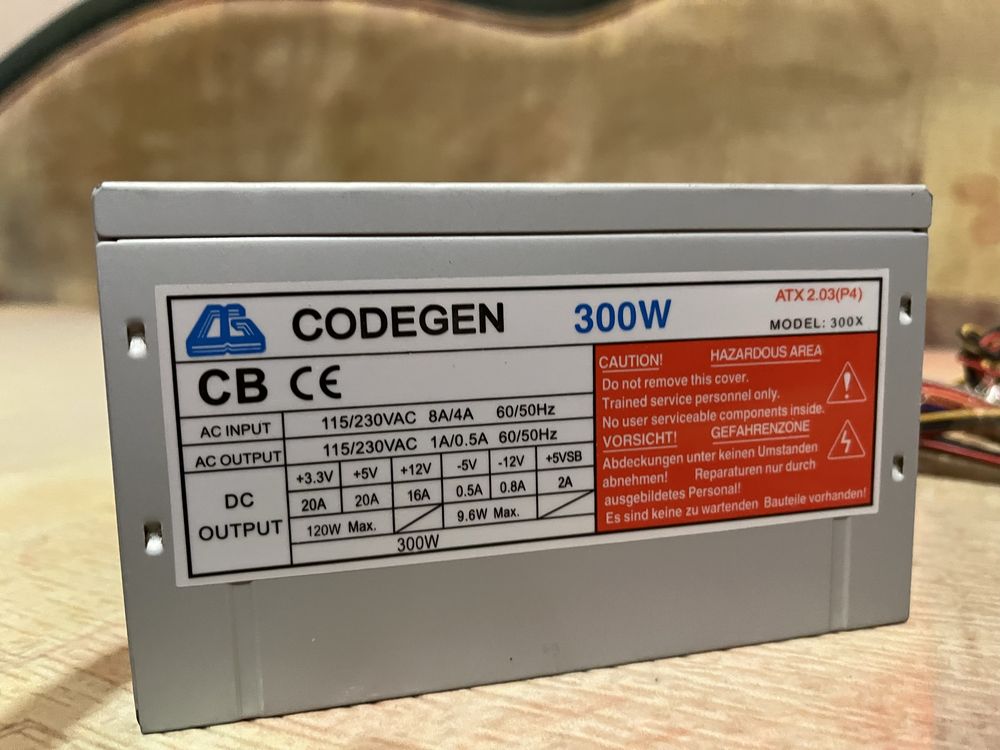 CG
CODEGEN 300W ATX 2.03(P4)
MODEL: 300X
CB CE
AC INPUT 115/230VAC 8A/4A 60/50Hz
AC OUTPUT 115/230VAC 1A/0.5A 60/50Hz
DC OUTPUT
+3.3V +5V +12V -5V -12V +5VSB
20A 20A 16A 0.5A 0.8A 2A
120W Max. 9.6W Max.
300W
CAUTION! HAZARDOUS AREA
Do not remove this cover.
Trained service personnel only.
No user serviceable components inside.
VORSICHT! GEFAHRENZONE
Abdeckungen unter keinen Umstanden
abnehmen! Reparaturen nur durch
ausgebildetes Personal!
Es sind keine zu wartenden Bauteile vorhanden!